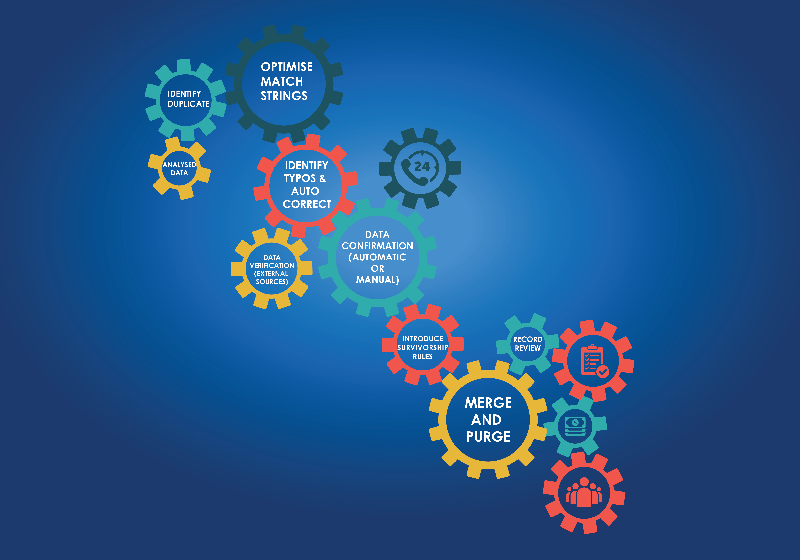 OPTIMISE
MATCH
STRINGS
IDENTIFY
DUPLICATE
ANALYSED
DATA
IDENTIFY
TYPOS &
AUTO
CORRECT
24
DATA
CONFIRMATION
(AUTOMATIC
OR
MANUAL)
DATA
VERIFICATION
(EXTERNAL
SOURCES)
INTRODUCE
SURVIVORSHIP
RULES
RECORD
REVIEW
MERGE
AND
PURGE